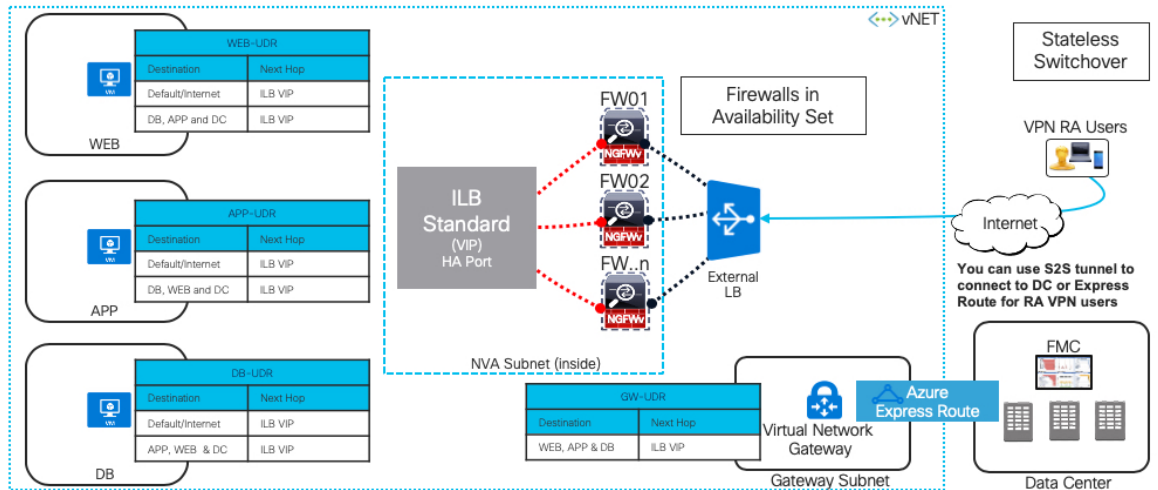 vNET
WEB-UDR
Destination Next Hop
Default/Internet ILB VIP
DB, APP and DC ILB VIP
VM
WEB
APP-UDR
Destination Next Hop
Default/Internet ILB VIP
DB, WEB and DC ILB VIP
VM
APP
DB-UDR
Destination Next Hop
Default/Internet ILB VIP
APP, WEB & DC ILB VIP
VM
DB
ILB
Standard
(VIP)
HA Port
FW01
NGFWv
FW02
NGFWv
FW..n
NGFWv
NVA Subnet (inside)
Firewalls in
Availability Set
External
LB
GW-UDR
Destination Next Hop
WEB, APP & DB ILB VIP
Virtual Network
Gateway
Gateway Subnet
Azure
Express Route
Stateless
Switchover
VPN RA Users
Internet
You can use S2S tunnel to
connect to DC or Express
Route for RA VPN users
FMC
Data Center